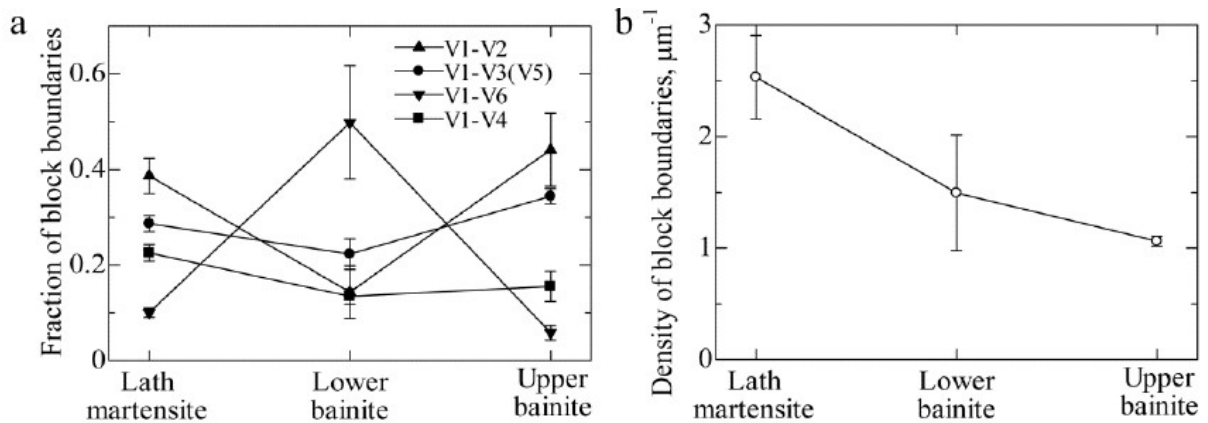 a
Fraction of block boundaries
0.6
0.4
0.2
0
V1-V2
V1-V3(V5)
V1-V6
V1-V4
Lath
martensite
Lower
bainite
Upper
bainite
b
Density of block boundaries, μm⁻¹
3
2
1
0
Lath
martensite
Lower
bainite
Upper
bainite